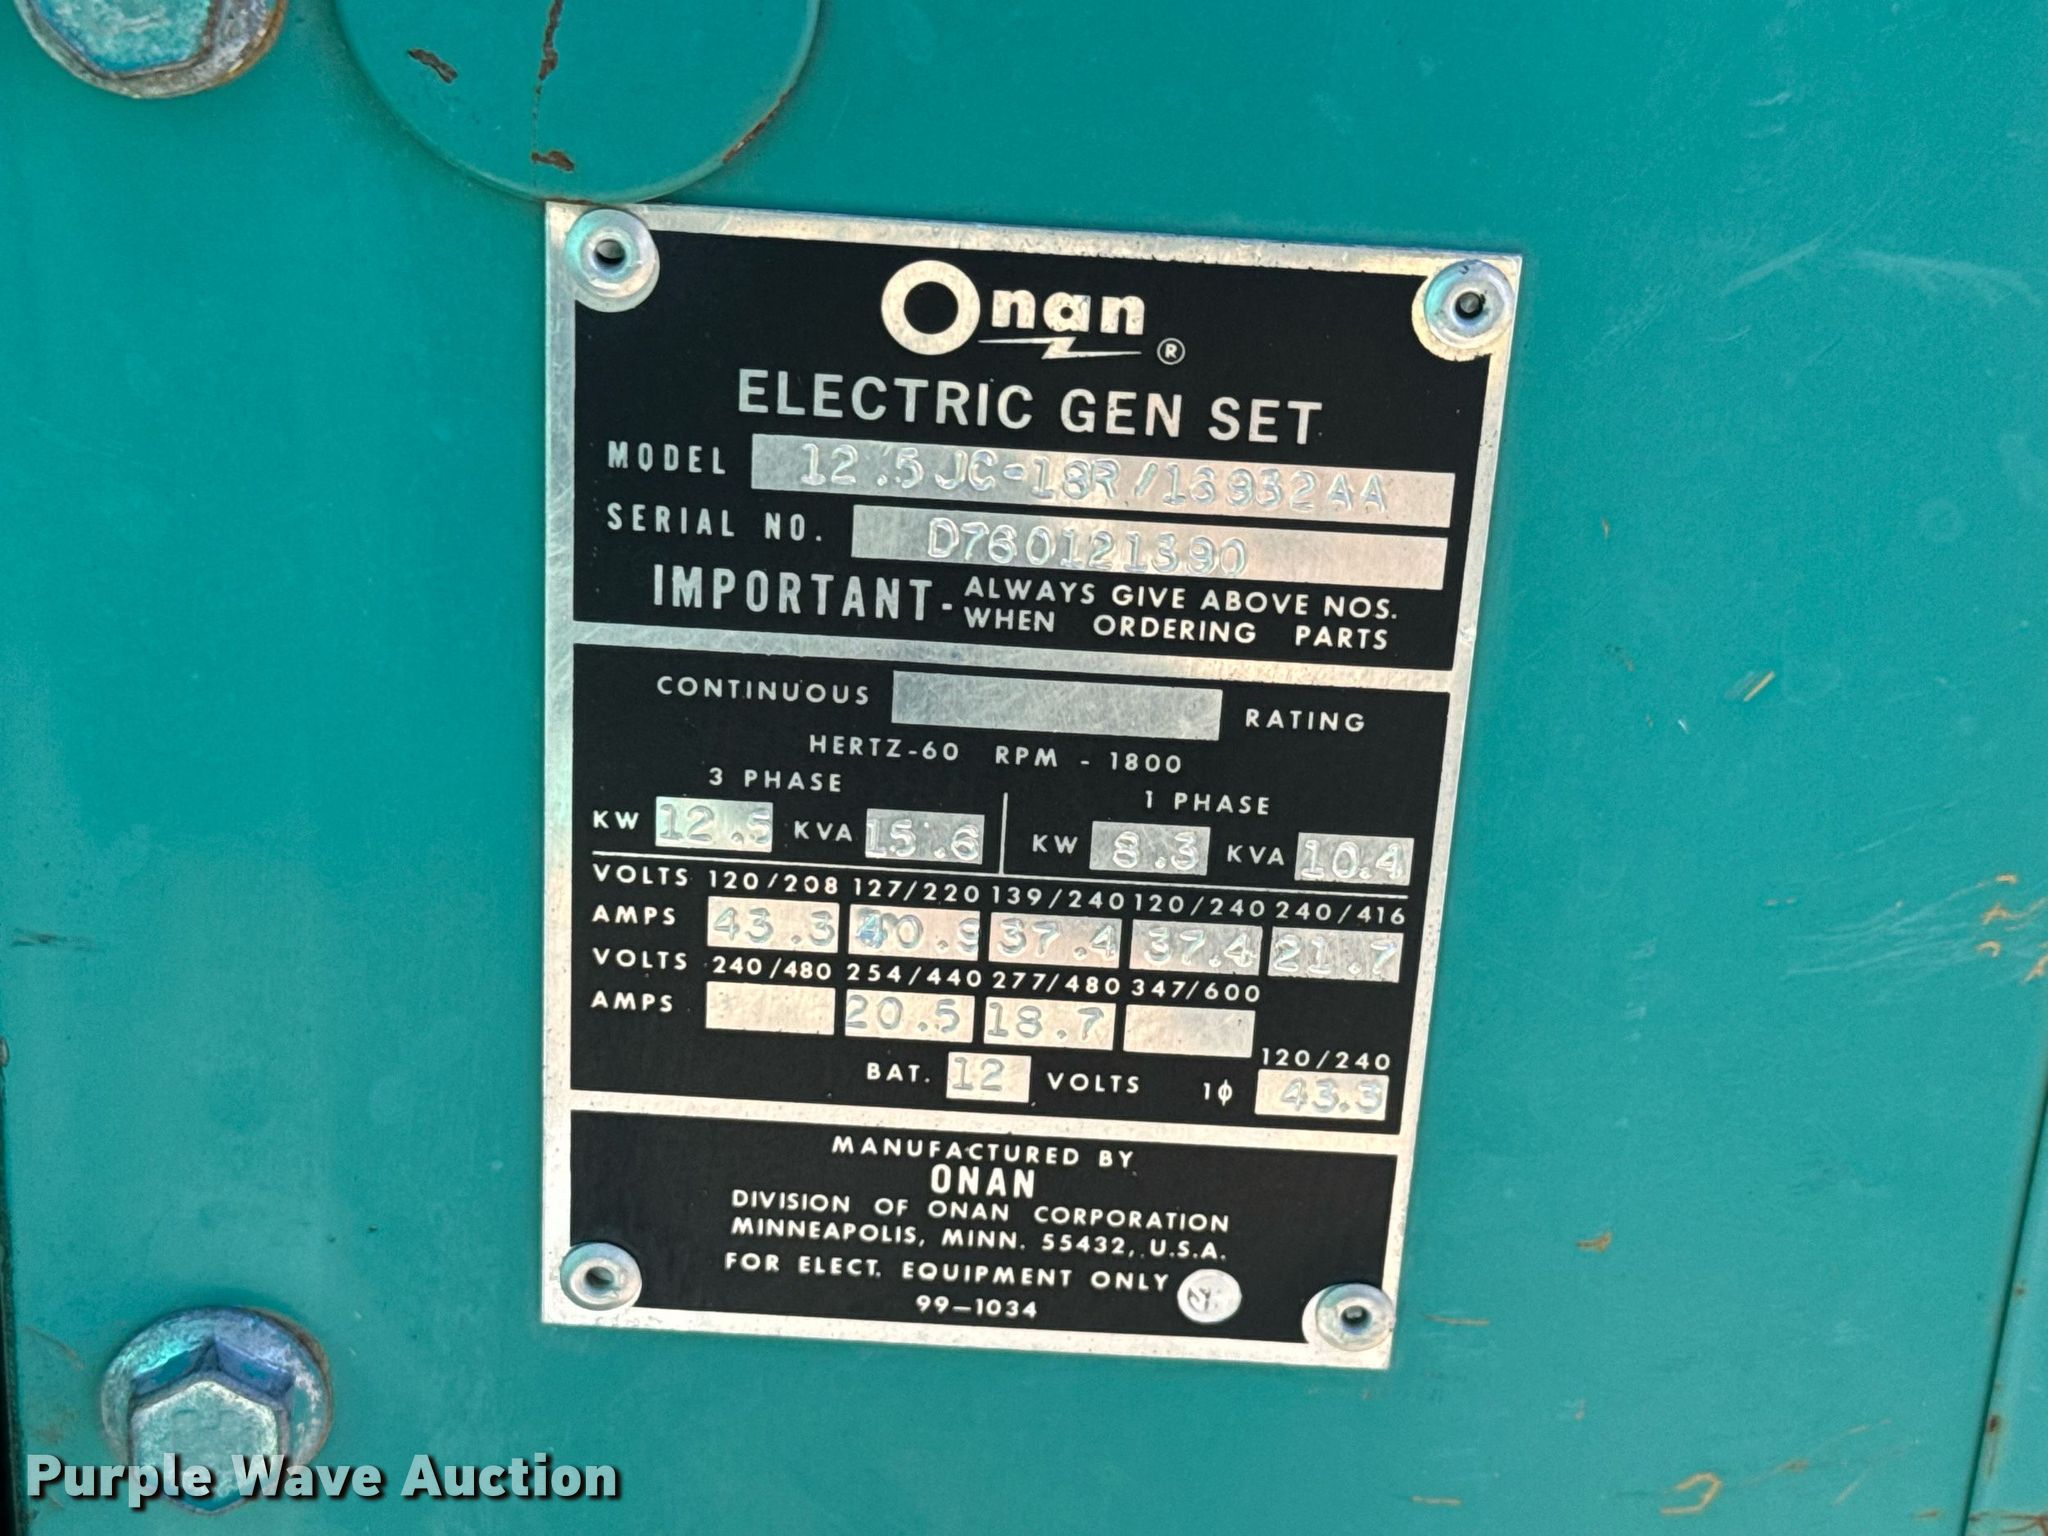 Onan ®
ELECTRIC GEN SET
MODEL 12.5JC-18R/13932AA
SERIAL NO. D760121390
IMPORTANT- ALWAYS GIVE ABOVE NOS.
WHEN ORDERING PARTS
CONTINUOUS RATING
HERTZ-60 RPM - 1800
3 PHASE 1 PHASE
KW 12.5 KVA 15.6 KW 8.3 KVA 10.4
VOLTS 120/208 127/220 139/240 120/240 240/416
AMPS 43.3 40.9 37.4 37.4 21.7
VOLTS 240/480 254/440 277/480 347/600
AMPS 20.5 18.7
120/240
BAT. 12 VOLTS 1ϕ 43.3
MANUFACTURED BY
ONAN
DIVISION OF ONAN CORPORATION
MINNEAPOLIS, MINN. 55432, U.S.A.
FOR ELECT. EQUIPMENT ONLY
99-1034
Purple Wave Auction